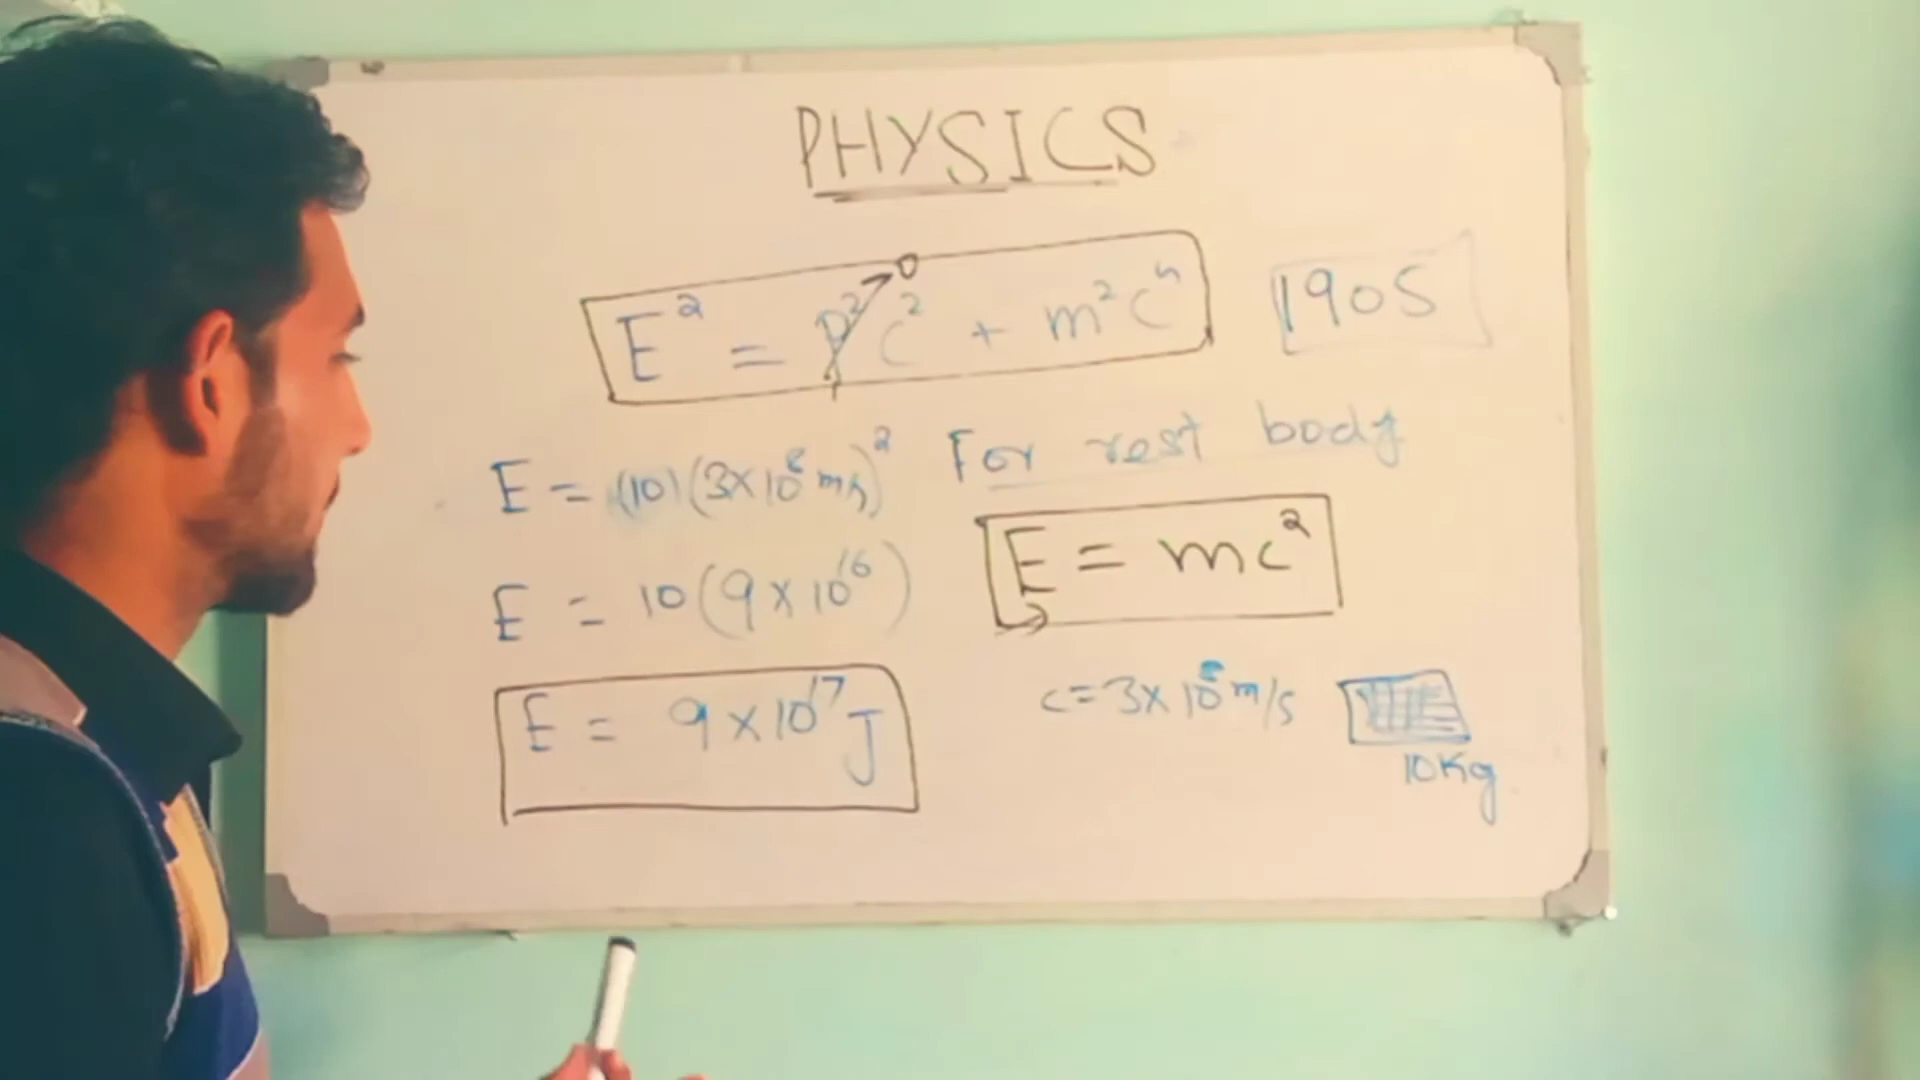 PHYSICS
E² = P²C² + m²C⁴ 0
1905
E = (10)(3×10⁸ m/s)²
For rest body
E = 10(9×10¹⁶)
E = mc²
E = 9×10¹⁷ J
c = 3×10⁸ m/s
10Kg